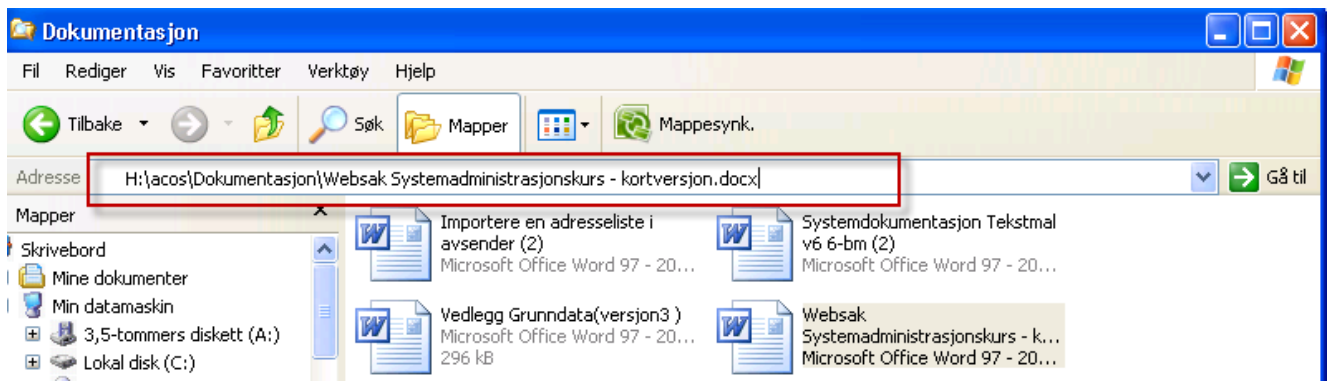 Dokumentasjon
Fil Rediger Vis Favoritter Verktøy Hjelp
Tilbake Søk Mapper Mappesynk.
Adresse H:\acos\Dokumentasjon\Websak Systemadministrasjonskurs - kortversjon.docx Gå til
Mapper
Skrivebord
Mine dokumenter
Min datamaskin
3,5-tommers diskett (A:)
Lokal disk (C:)
Importere en adresseliste i
avsender (2)
Microsoft Office Word 97 - 20...
Systemdokumentasjon Tekstmal
v6 6-bm (2)
Microsoft Office Word 97 - 20...
Vedlegg Grunndata(versjon3 )
Microsoft Office Word 97 - 20...
296 kB
Websak
Systemadministrasjonskurs - k...
Microsoft Office Word 97 - 20...